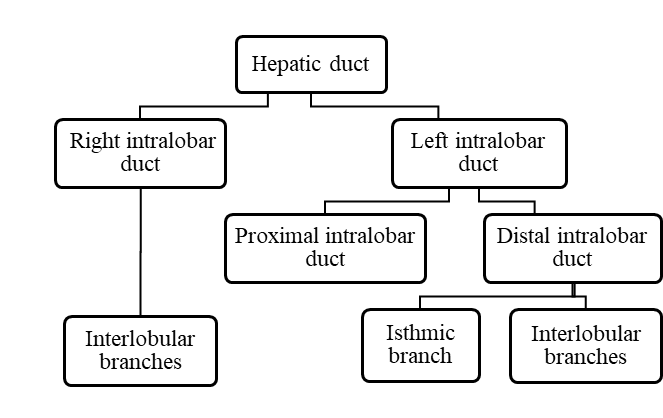 Hepatic duct
Right intralobar
duct
Left intralobar
duct
Proximal intralobar
duct
Distal intralobar
duct
Interlobular
branches
Isthmic
branch
Interlobular
branches